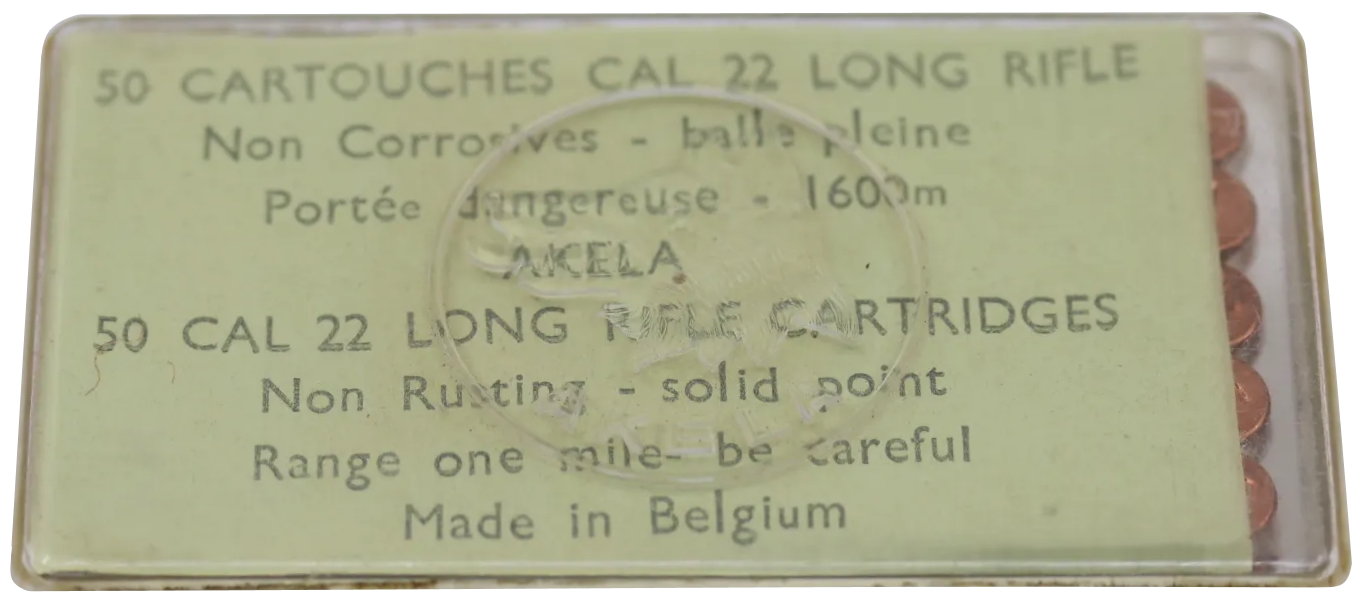 50 CARTOUCHES CAL 22 LONG RIFLE
Non Corrosives - balle pleine
Portée dangereuse - 1600m
AKELA
50 CAL 22 LONG RIFLE CARTRIDGES
Non Rusting - solid point
Range one mile- be careful
Made in Belgium
AKELA